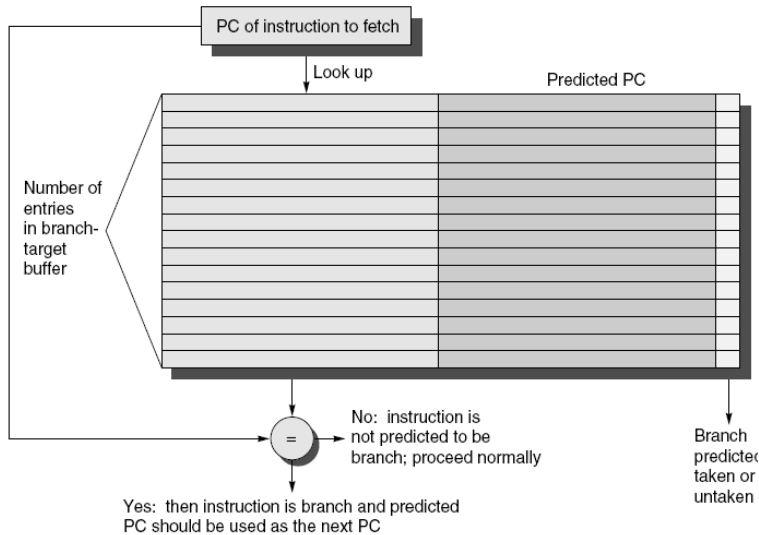 PC of instruction to fetch
Look up
Predicted PC
Number of
entries
in branch-
target
buffer
=
No: instruction is
not predicted to be
branch; proceed normally
Branch
predicted
taken or
untaken
Yes: then instruction is branch and predicted
PC should be used as the next PC